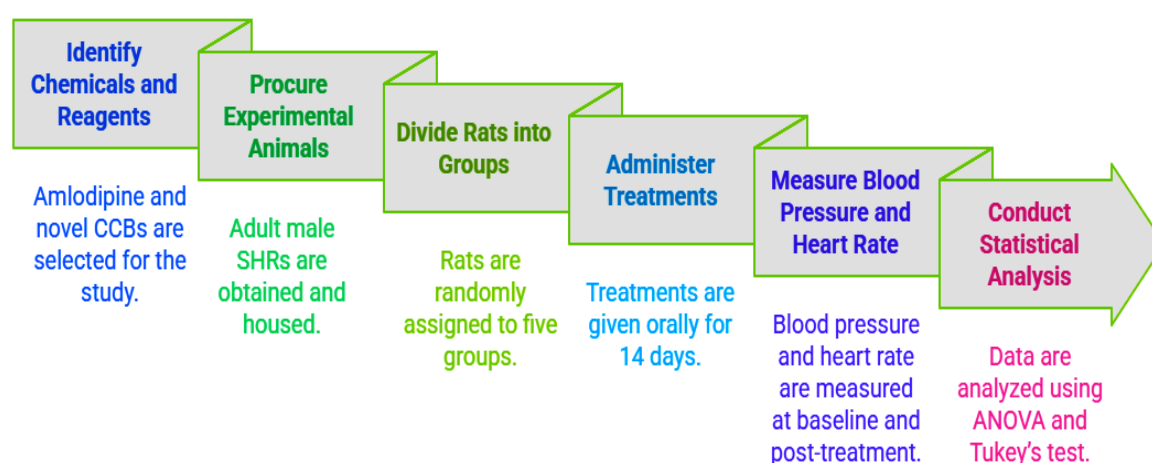 Identify
Chemicals and
Reagents
Amlodipine and
novel CCBs are
selected for the
study.
Procure
Experimental
Animals
Adult male
SHRs are
obtained and
housed.
Divide Rats into
Groups
Rats are
randomly
assigned to five
groups.
Administer
Treatments
Treatments are
given orally for
14 days.
Measure Blood
Pressure and
Heart Rate
Blood pressure
and heart rate
are measured
at baseline and
post-treatment.
Conduct
Statistical
Analysis
Data are
analyzed using
ANOVA and
Tukey's test.